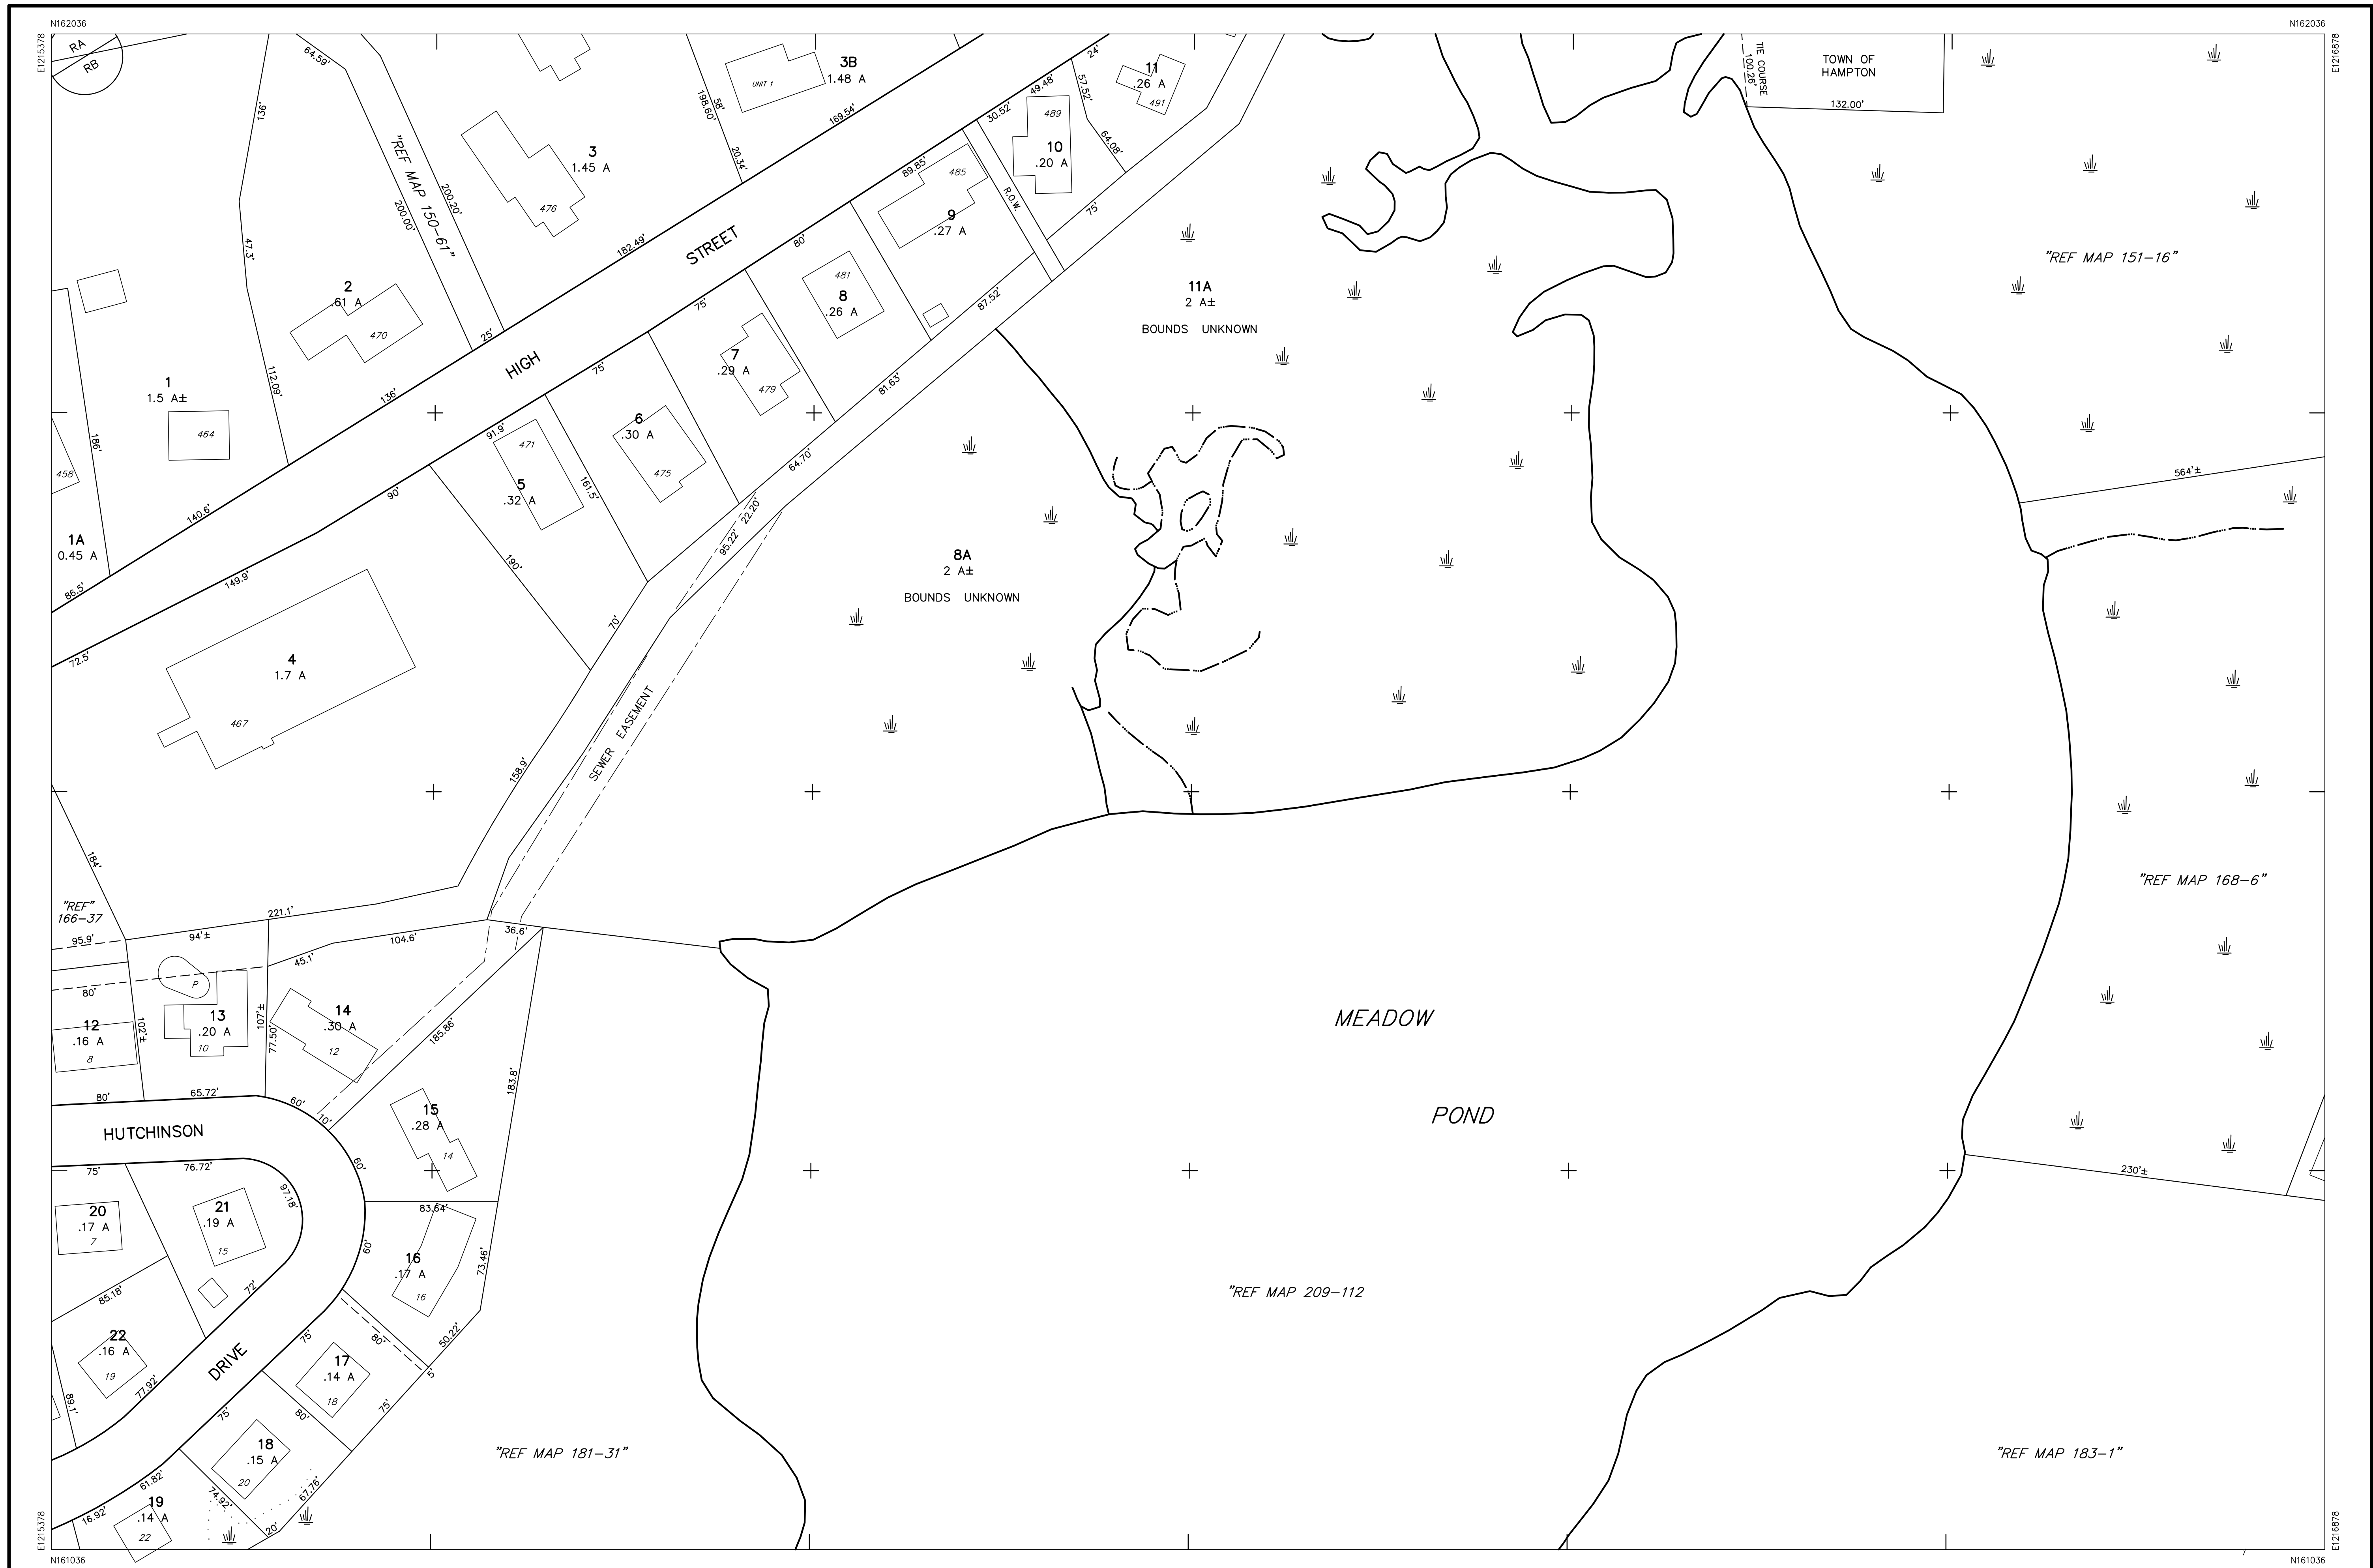 N162036
N162036
E1215378
E1216878
RA
RB
64.59'
136'
47.3'
112.09'
"REF MAP 150-61"
200.00'
200.20'
3
1.45 A
476
198.60'
58'
20.34'
UNIT 1
3B
1.48 A
169.54'
182.49'
24'
49.48'
30.52'
57.52'
64.08'
11
.26 A
491
489
10
.20 A
75'
R.O.W.
89.85'
485
9
.27 A
TIE COURSE
100.26'
TOWN OF
HAMPTON
132.00'
"REF MAP 151-16"
STREET
HIGH
2
.61 A
470
25'
136'
80'
481
8
.26 A
87.52'
75'
7
.29 A
479
81.63'
75'
6
.30 A
475
64.70'
91.9'
471
5
.32 A
161.5'
190'
90'
1
1.5 A±
464
186'
458
140.6'
1A
0.45 A
86.5'
149.9'
72.5'
4
1.7 A
467
70'
158.9'
95.22'
22.20'
SEWER EASEMENT
11A
2 A±
BOUNDS UNKNOWN
8A
2 A±
BOUNDS UNKNOWN
564'±
"REF MAP 168-6"
184'
"REF"
166-37
95.9'
94'±
221.1'
104.6'
45.1'
36.6'
80'
P
12
.16 A
8
102'±
13
.20 A
10
107'±
77.50'
14
.30 A
12
185.86'
183.8'
80'
65.72'
60'
10'
HUTCHINSON
15
.28 A
14
60'
83.64'
75'
76.72'
97.18'
20
.17 A
7
21
.19 A
15
60'
16
.17 A
16
73.46'
85.18'
72'
50.22'
80'
5'
22
.16 A
19
77.92'
89.1'
DRIVE
75'
17
.14 A
18
75'
80'
75'
18
.15 A
20
67.76'
74.92'
61.82'
16.92'
19
.14 A
22
20'
MEADOW
POND
"REF MAP 209-112
"REF MAP 181-31"
"REF MAP 183-1"
230'±
E1215378
E1216878
N161036
N161036